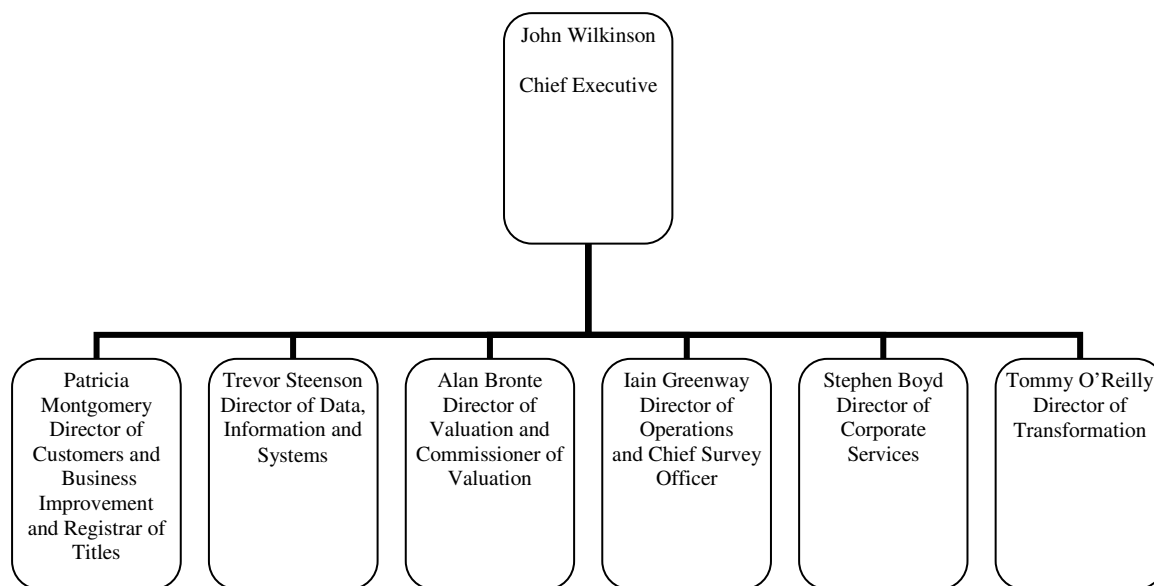 John Wilkinson
Chief Executive
Patricia
Montgomery
Director of
Customers and
Business
Improvement
and Registrar of
Titles
Trevor Steenson
Director of Data,
Information and
Systems
Alan Bronte
Director of
Valuation and
Commissioner of
Valuation
Iain Greenway
Director of
Operations
and Chief Survey
Officer
Stephen Boyd
Director of
Corporate
Services
Tommy O'Reilly
Director of
Transformation